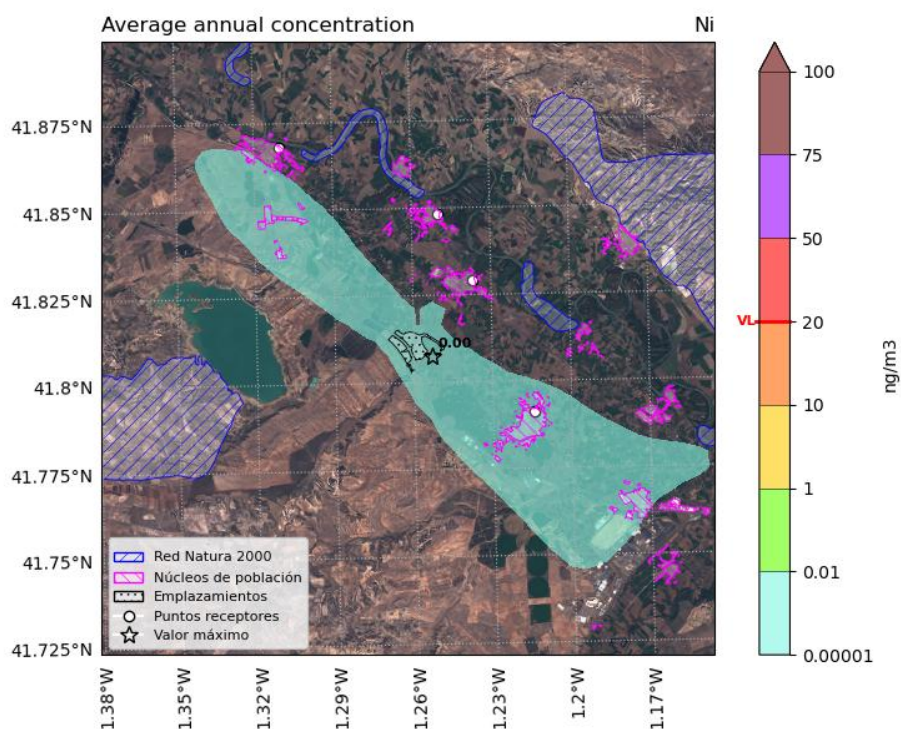 Average annual concentration Ni
100
41.875°N
75
41.85°N
50
41.825°N
VL 20
0.00
41.8°N
ng/m3
10
41.775°N
1
41.75°N
Red Natura 2000
Núcleos de población
Emplazamientos
Puntos receptores
Valor máximo
0.01
41.725°N
0.00001
1.38°W 1.35°W 1.32°W 1.29°W 1.26°W 1.23°W 1.2°W 1.17°W